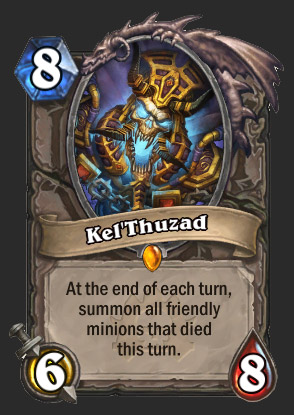 8
Kel'Thuzad
At the end of each turn,
summon all friendly
minions that died
this turn.
6
8